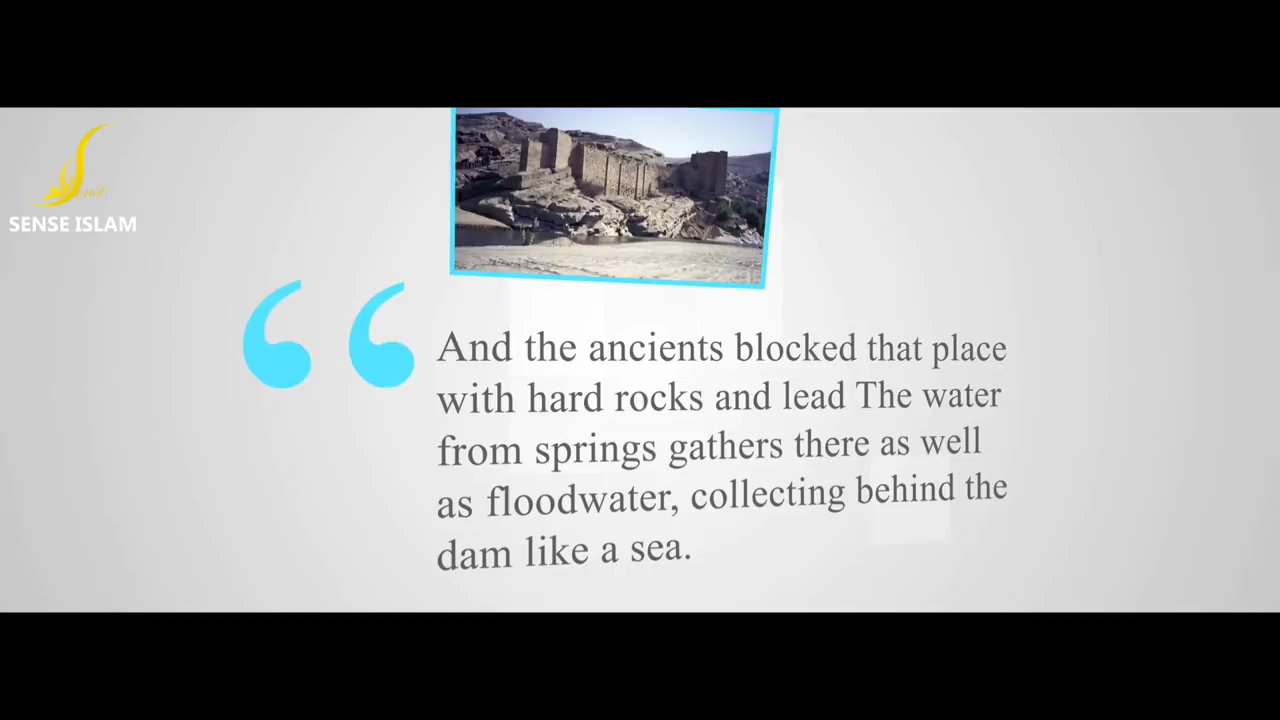 SENSE ISLAM
And the ancients blocked that place
with hard rocks and lead The water
from springs gathers there as well
as floodwater, collecting behind the
dam like a sea.